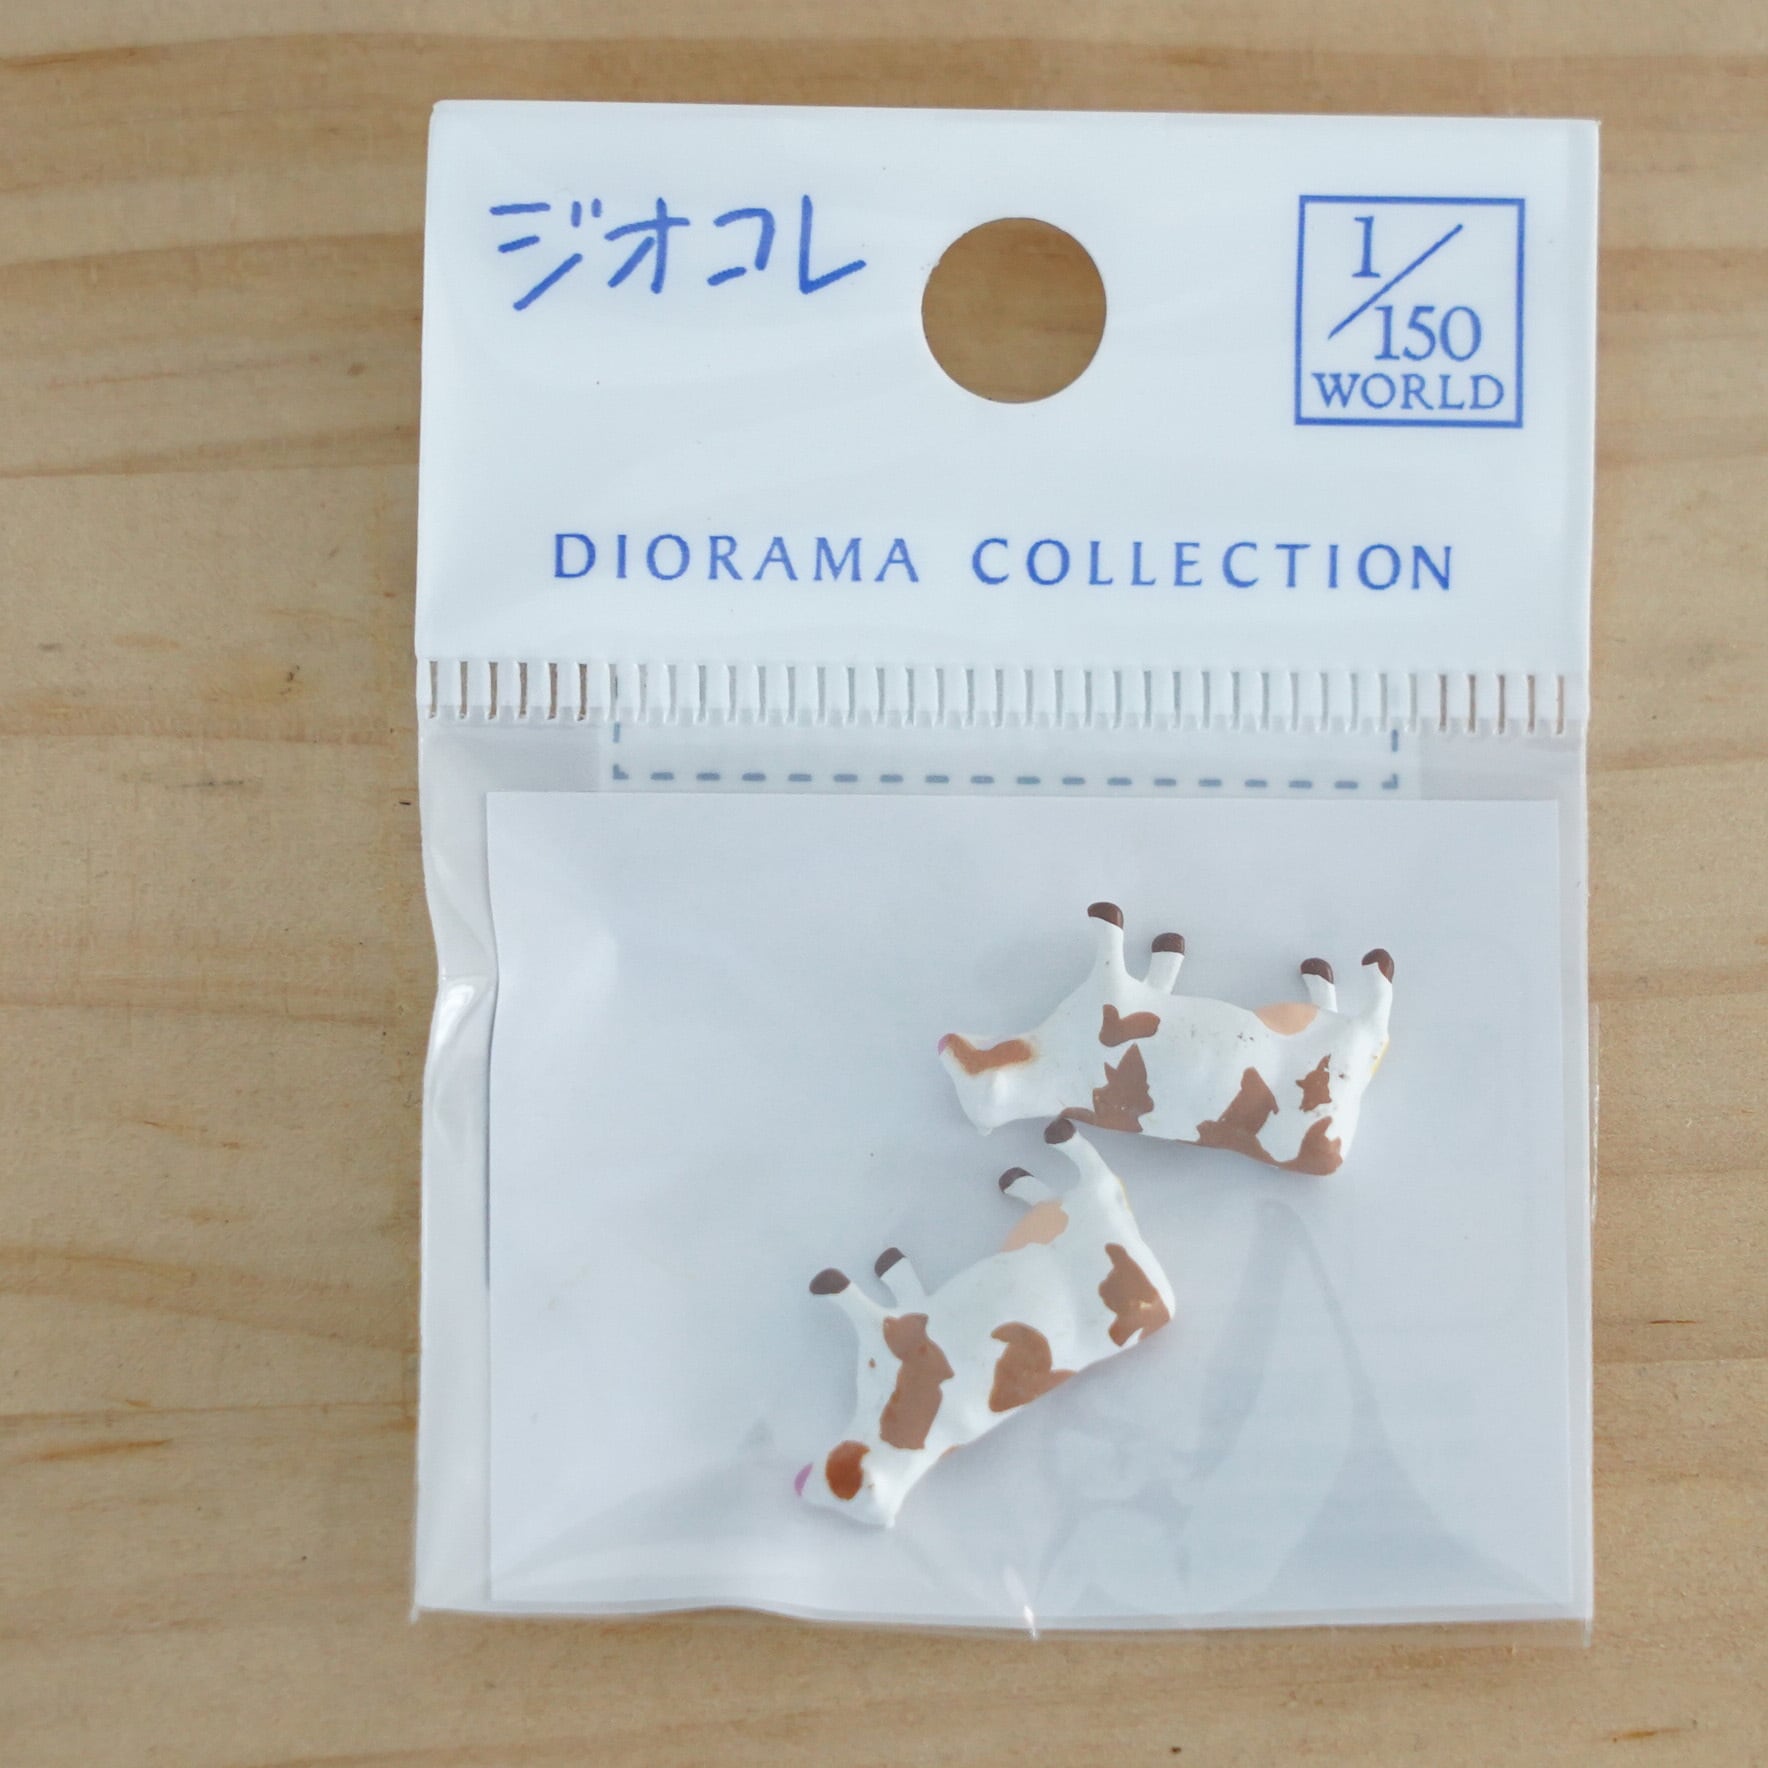 ジオコレ
1/150
WORLD
DIORAMA COLLECTION